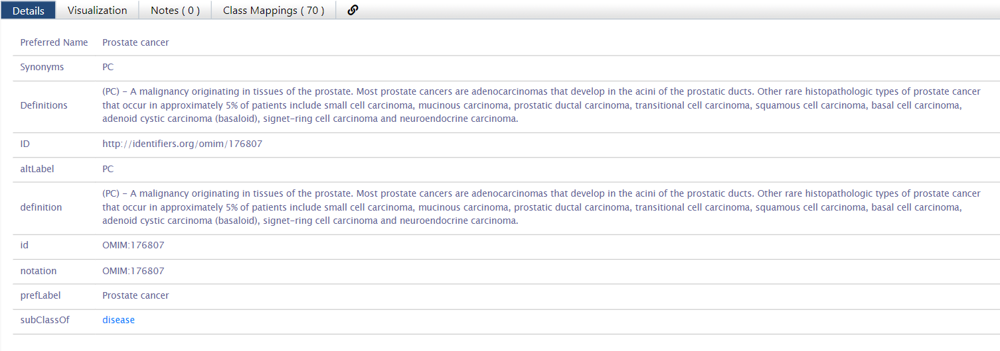 Details Visualization Notes ( 0 ) Class Mappings ( 70 )
Preferred Name Prostate cancer
Synonyms PC
Definitions (PC) - A malignancy originating in tissues of the prostate. Most prostate cancers are adenocarcinomas that develop in the acini of the prostatic ducts. Other rare histopathologic types of prostate cancer
that occur in approximately 5% of patients include small cell carcinoma, mucinous carcinoma, prostatic ductal carcinoma, transitional cell carcinoma, squamous cell carcinoma, basal cell carcinoma,
adenoid cystic carcinoma (basaloid), signet-ring cell carcinoma and neuroendocrine carcinoma.
ID http://identifiers.org/omim/176807
altLabel PC
definition (PC) - A malignancy originating in tissues of the prostate. Most prostate cancers are adenocarcinomas that develop in the acini of the prostatic ducts. Other rare histopathologic types of prostate cancer
that occur in approximately 5% of patients include small cell carcinoma, mucinous carcinoma, prostatic ductal carcinoma, transitional cell carcinoma, squamous cell carcinoma, basal cell carcinoma,
adenoid cystic carcinoma (basaloid), signet-ring cell carcinoma and neuroendocrine carcinoma.
id OMIM:176807
notation OMIM:176807
prefLabel Prostate cancer
subClassOf disease